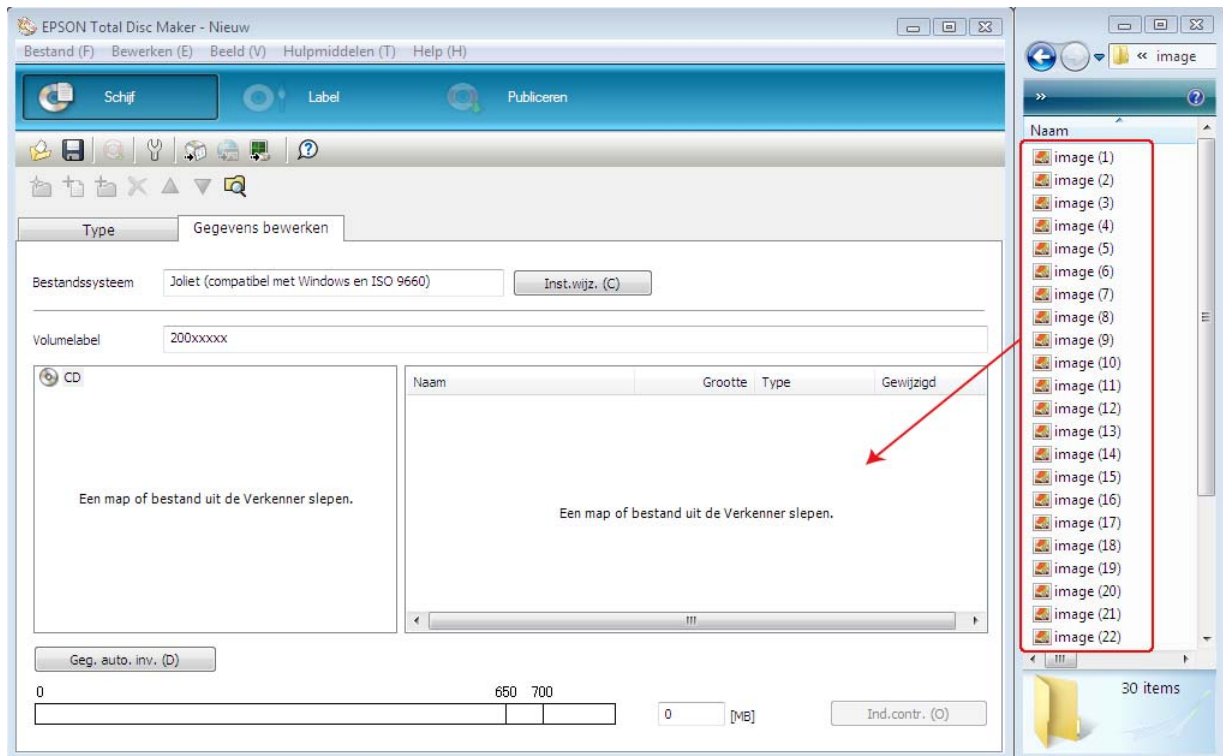 EPSON Total Disc Maker - Nieuw
Bestand (F) Bewerken (E) Beeld (V) Hulpmiddelen (T) Help (H)
Schijf Label Publiceren
Type Gegevens bewerken
Bestandssysteem Joliet (compatibel met Windows en ISO 9660) Inst.wijz. (C)
Volumelabel 200xxxxx
CD
Een map of bestand uit de Verkenner slepen.
Naam Grootte Type Gewijzigd
Een map of bestand uit de Verkenner slepen.
Geg. auto. inv. (D)
0 650 700
0 [MB] Ind.contr. (O)
« image
»
Naam
image (1)
image (2)
image (3)
image (4)
image (5)
image (6)
image (7)
image (8)
image (9)
image (10)
image (11)
image (12)
image (13)
image (14)
image (15)
image (16)
image (17)
image (18)
image (19)
image (20)
image (21)
image (22)
30 items